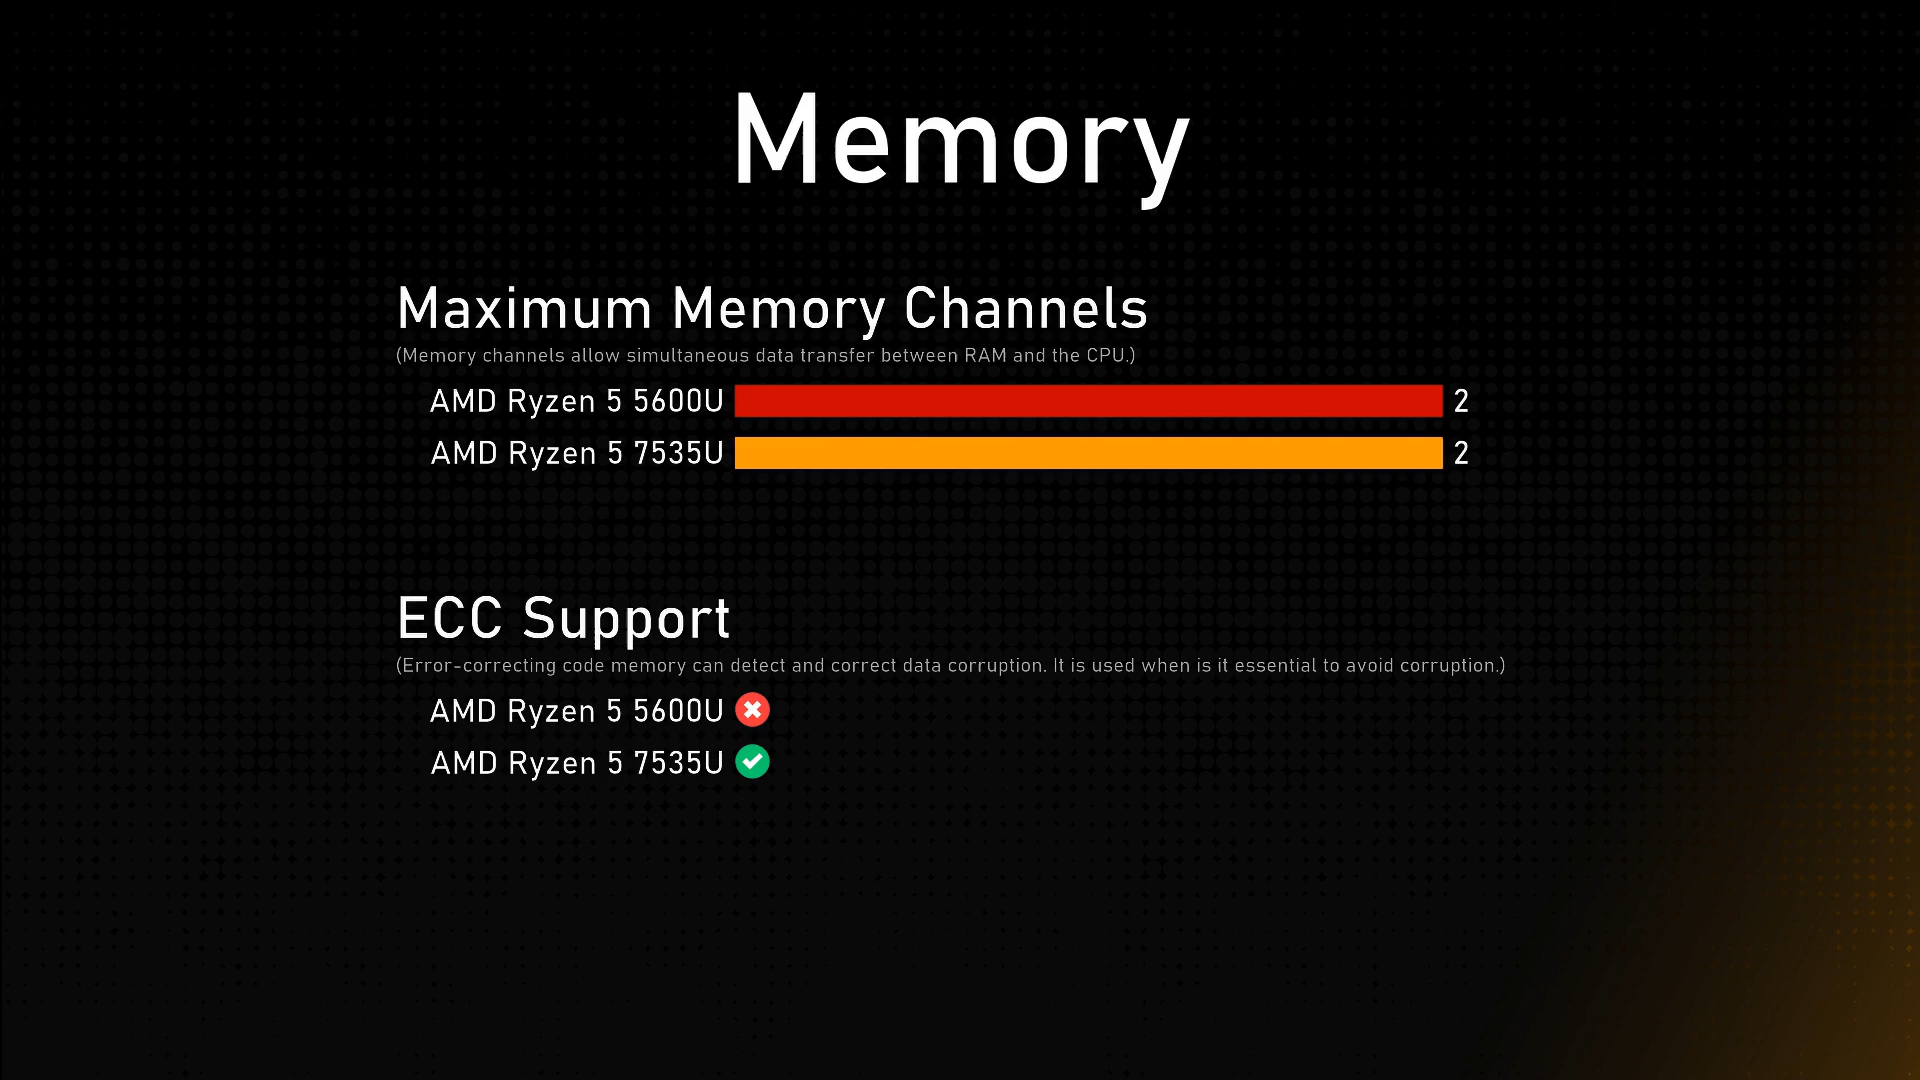 Memory
Maximum Memory Channels
(Memory channels allow simultaneous data transfer between RAM and the CPU.)
AMD Ryzen 5 5600U 2
AMD Ryzen 5 7535U 2
ECC Support
(Error-correcting code memory can detect and correct data corruption. It is used when is it essential to avoid corruption.)
AMD Ryzen 5 5600U
AMD Ryzen 5 7535U